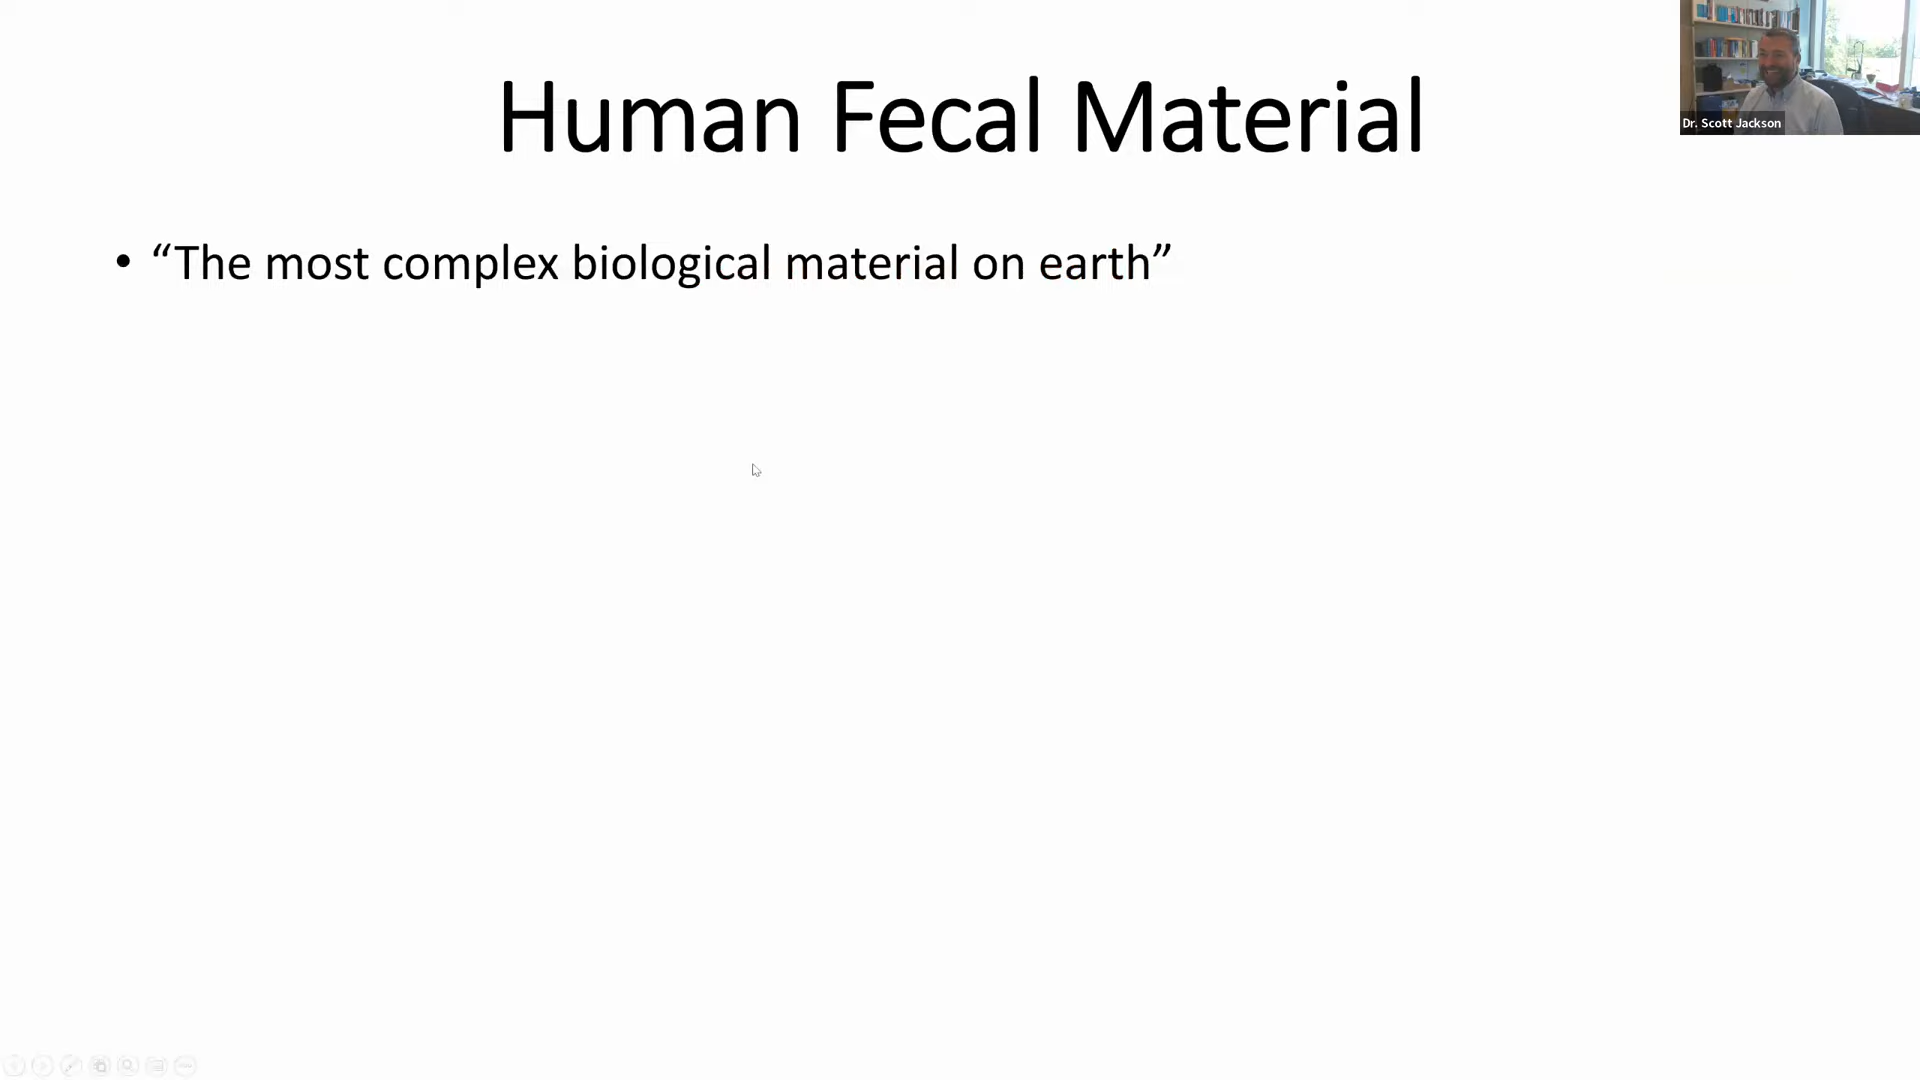 Human Fecal Material
• “The most complex biological material on earth”
Dr. Scott Jackson